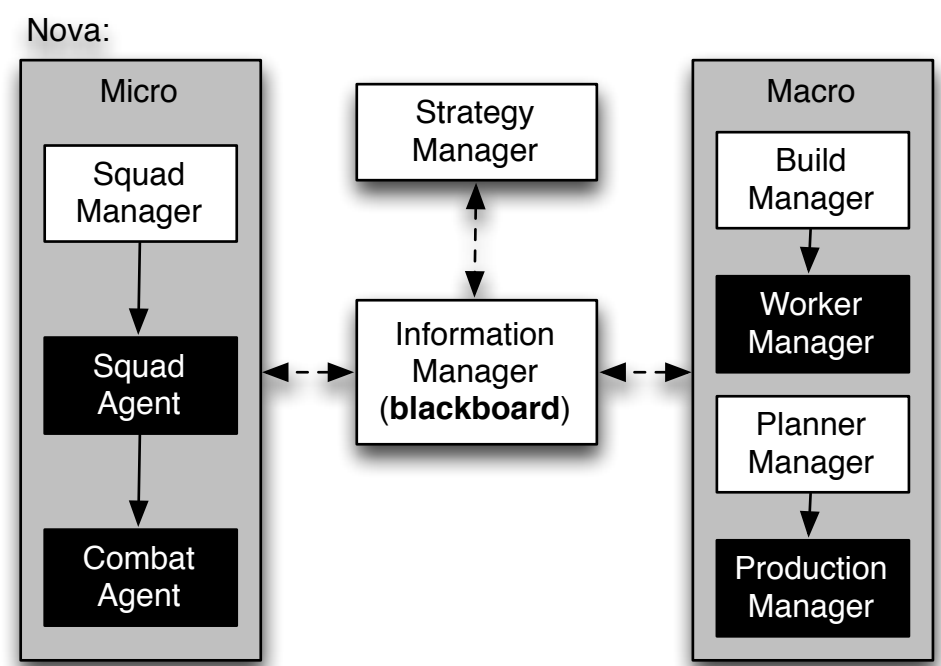 Nova:
Micro
Squad
Manager
Squad
Agent
Combat
Agent
Strategy
Manager
Information
Manager
(blackboard)
Macro
Build
Manager
Worker
Manager
Planner
Manager
Production
Manager